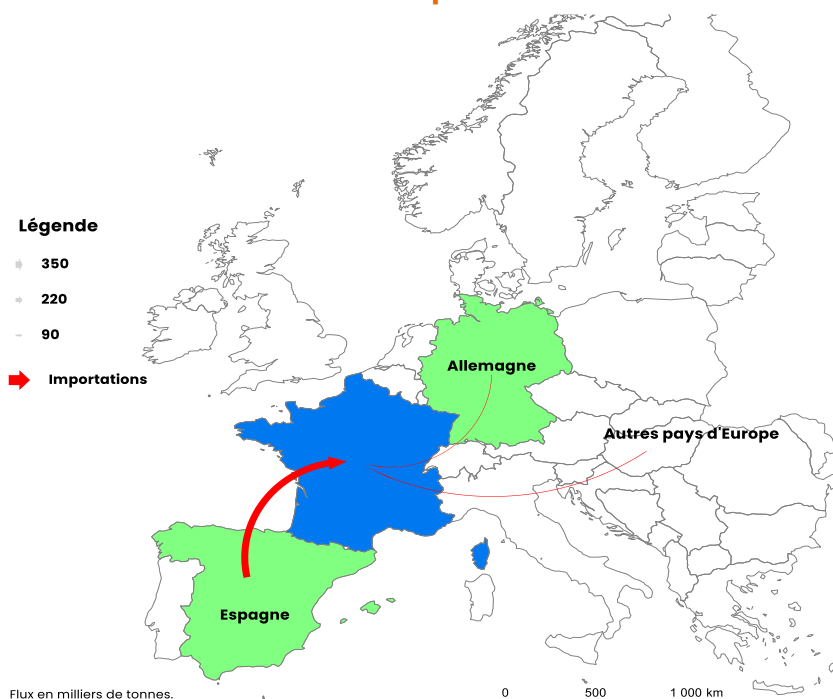 Légende
350
220
90
Importations
Allemagne
Autres pays d'Europe
Espagne
Flux en milliers de tonnes.
0 500 1 000 km